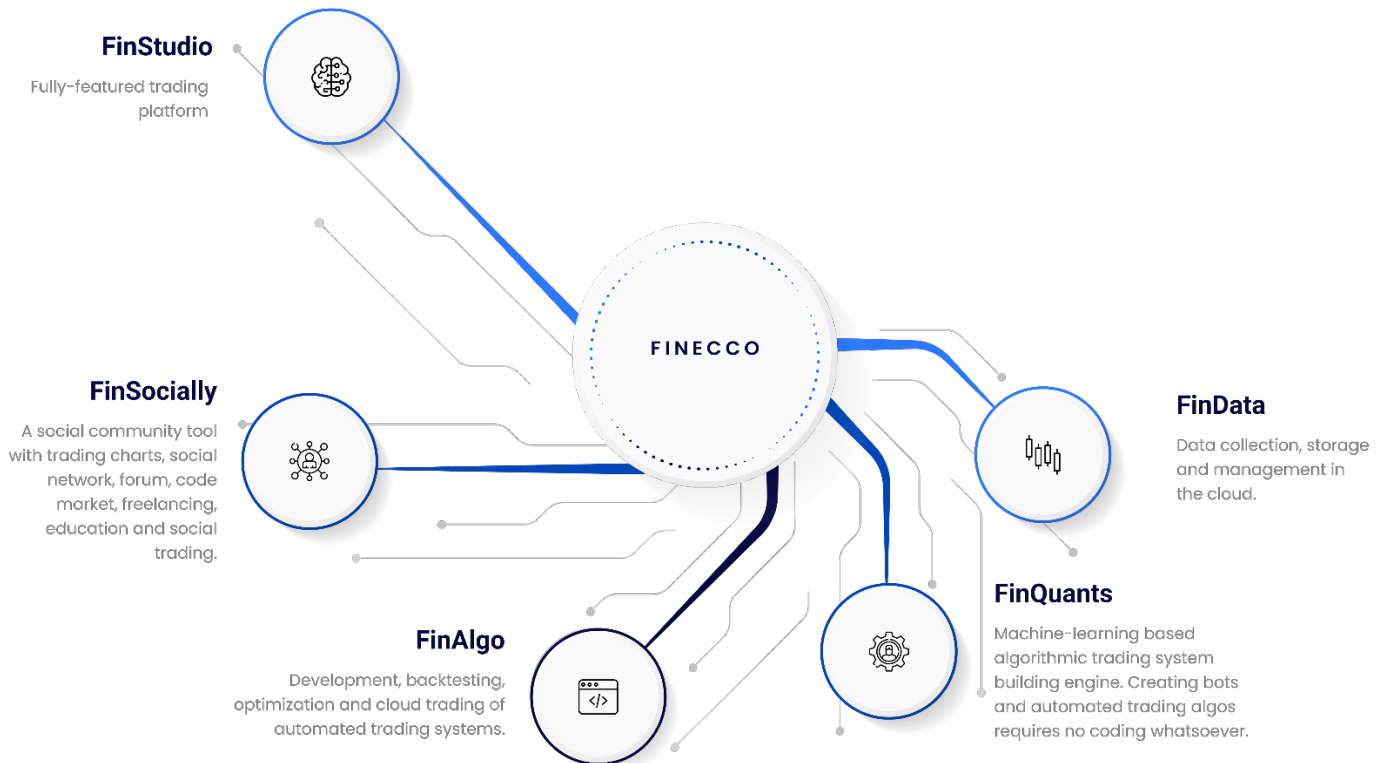 FinStudio
Fully-featured trading
platform
FINECCO
FinSocially
A social community tool
with trading charts, social
network, forum, code
market, freelancing,
education and social
trading.
FinData
Data collection, storage
and management in
the cloud.
FinQuants
Machine-learning based
algorithmic trading system
building engine. Creating bots
and automated trading algos
requires no coding whatsoever.
FinAlgo
Development, backtesting,
optimization and cloud trading of
automated trading systems.